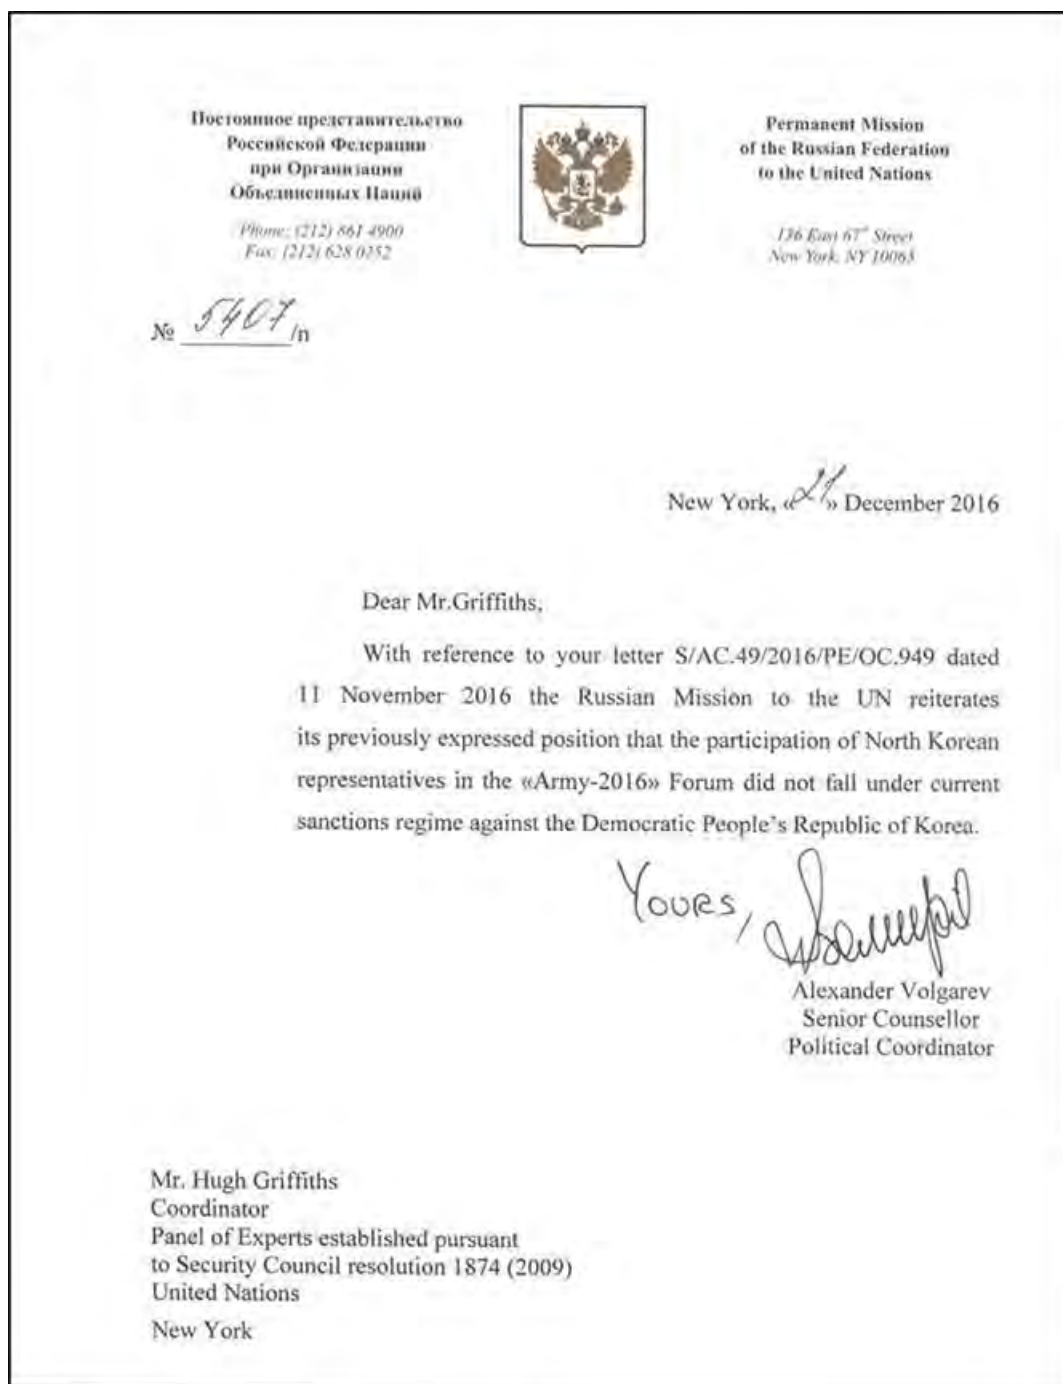 Постоянное представительство
Российской Федерации
при Организации
Объединенных Наций
Phone: (212) 861 4900
Fax: (212) 628 0252
Permanent Mission
of the Russian Federation
to the United Nations
136 East 67th Street
New York, NY 10065
№ 5407/п
New York, «21» December 2016
Dear Mr.Griffiths,
With reference to your letter S/AC.49/2016/PE/OC.949 dated
11 November 2016 the Russian Mission to the UN reiterates
its previously expressed position that the participation of North Korean
representatives in the «Army-2016» Forum did not fall under current
sanctions regime against the Democratic People's Republic of Korea.
Yours,
Alexander Volgarev
Senior Counsellor
Political Coordinator
Mr. Hugh Griffiths
Coordinator
Panel of Experts established pursuant
to Security Council resolution 1874 (2009)
United Nations
New York